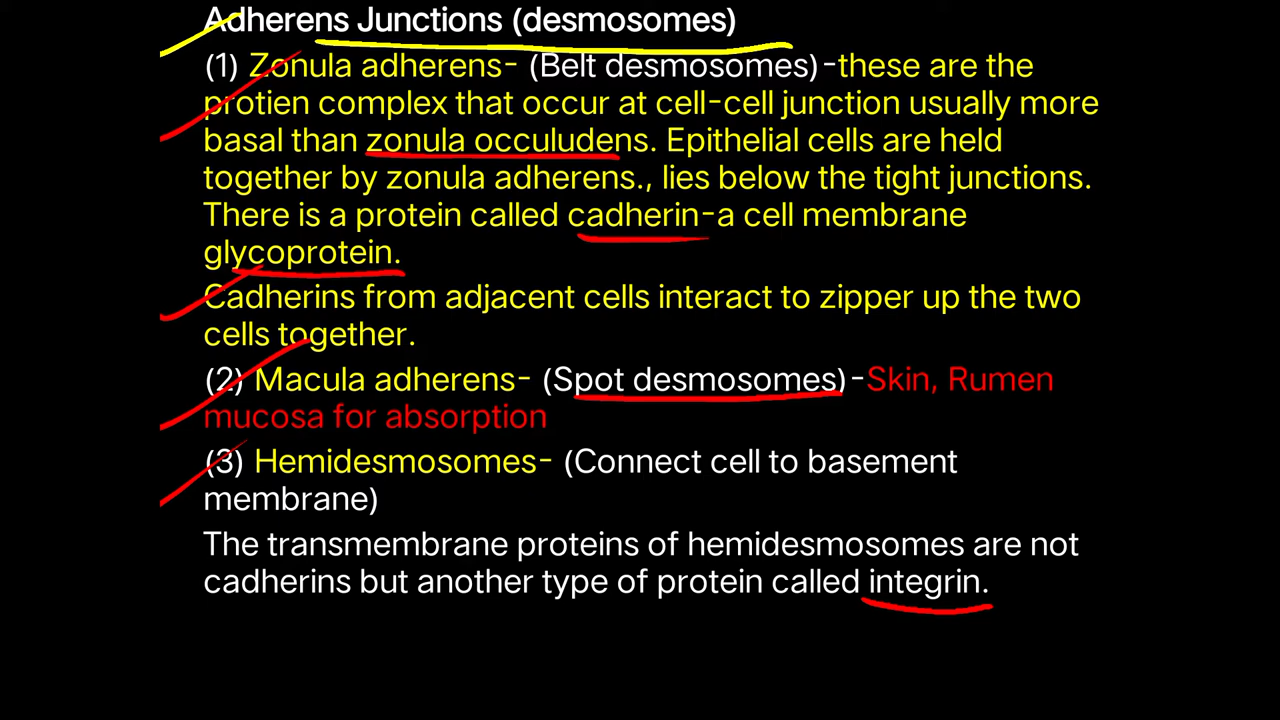 Adherens Junctions (desmosomes)
(1) Zonula adherens- (Belt desmosomes)-these are the
protien complex that occur at cell-cell junction usually more
basal than zonula occuludens. Epithelial cells are held
together by zonula adherens., lies below the tight junctions.
There is a protein called cadherin-a cell membrane
glycoprotein.
Cadherins from adjacent cells interact to zipper up the two
cells together.
(2) Macula adherens- (Spot desmosomes)-Skin, Rumen
mucosa for absorption
(3) Hemidesmosomes- (Connect cell to basement
membrane)
The transmembrane proteins of hemidesmosomes are not
cadherins but another type of protein called integrin.